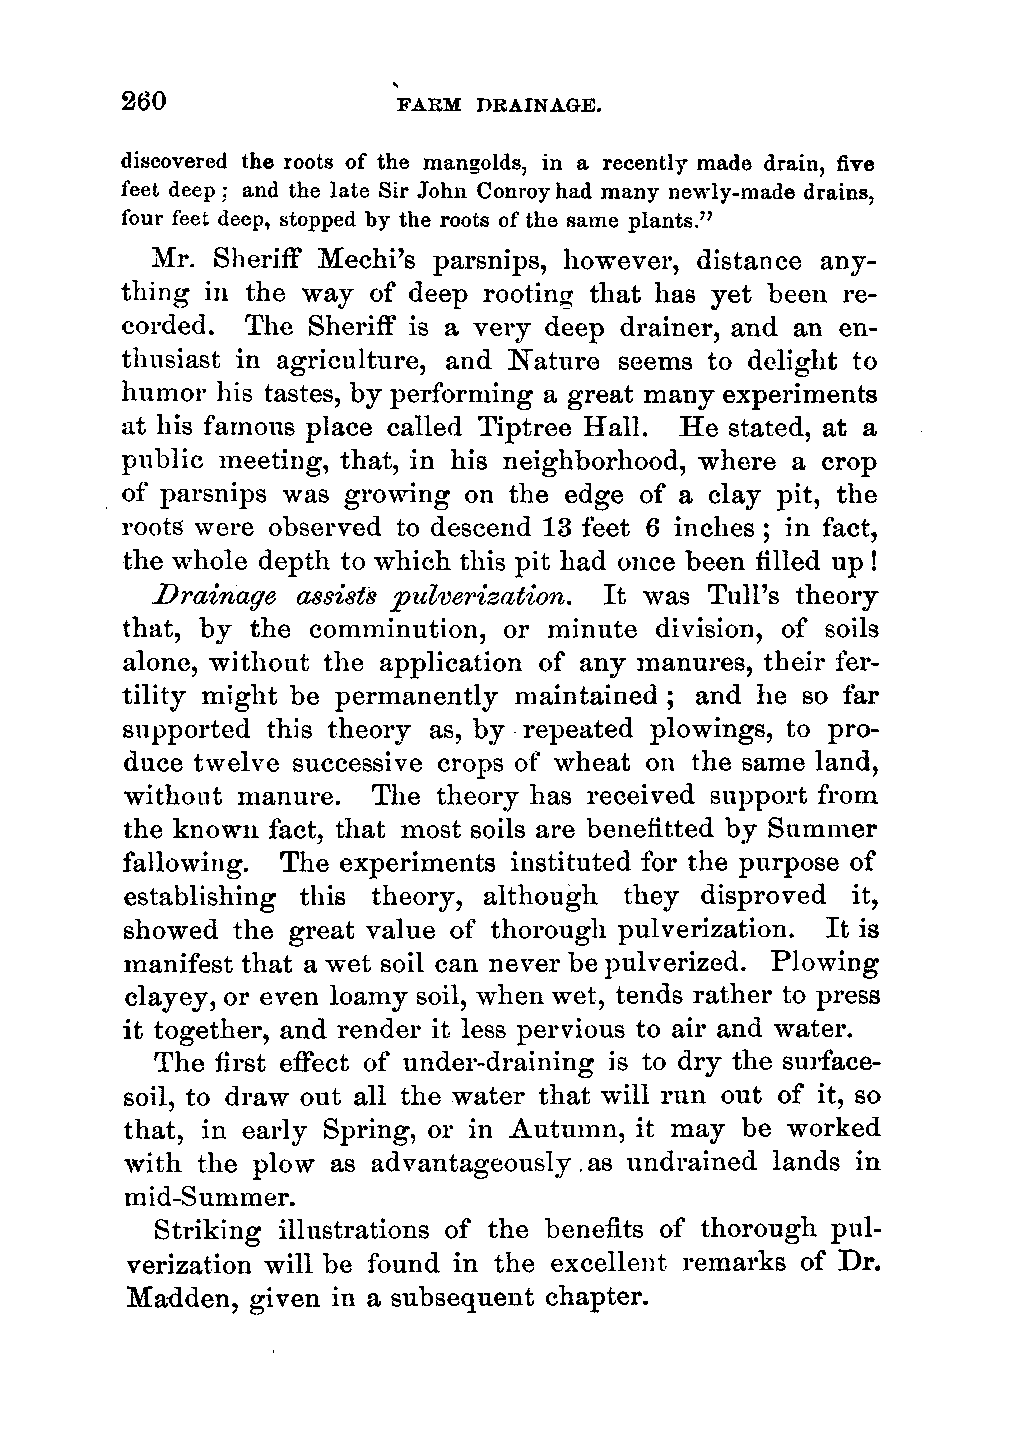 260 FARM DRAINAGE.
discovered the roots of the mangolds, in a recently made drain, five
feet deep; and the late Sir John Conroy had many newly-made drains,
four feet deep, stopped by the roots of the same plants."
Mr. Sheriff Mechi's parsnips, however, distance any-
thing in the way of deep rooting that has yet been re-
corded. The Sheriff is a very deep drainer, and an en-
thusiast in agriculture, and Nature seems to delight to
humor his tastes, by performing a great many experiments
at his famous place called Tiptree Hall. He stated, at a
public meeting, that, in his neighborhood, where a crop
of parsnips was growing on the edge of a clay pit, the
roots were observed to descend 13 feet 6 inches; in fact,
the whole depth to which this pit had once been filled up!
Drainage assists pulverization. It was Tull's theory
that, by the comminution, or minute division, of soils
alone, without the application of any manures, their fer-
tility might be permanently maintained; and he so far
supported this theory as, by repeated plowings, to pro-
duce twelve successive crops of wheat on the same land,
without manure. The theory has received support from
the known fact, that most soils are benefitted by Summer
fallowing. The experiments instituted for the purpose of
establishing this theory, although they disproved it,
showed the great value of thorough pulverization. It is
manifest that a wet soil can never be pulverized. Plowing
clayey, or even loamy soil, when wet, tends rather to press
it together, and render it less pervious to air and water.
The first effect of under-draining is to dry the surface-
soil, to draw out all the water that will run out of it, so
that, in early Spring, or in Autumn, it may be worked
with the plow as advantageously as undrained lands in
mid-Summer.
Striking illustrations of the benefits of thorough pul-
verization will be found in the excellent remarks of Dr.
Madden, given in a subsequent chapter.